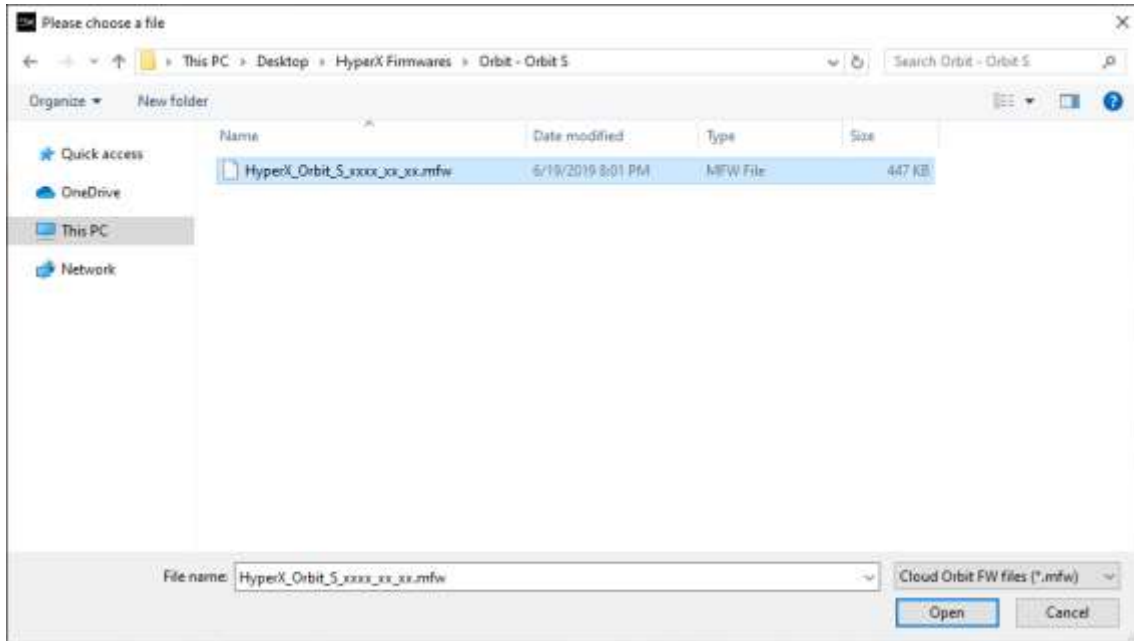 Please choose a file
This PC › Desktop › HyperX Firmwares › Orbit - Orbit S
Search Orbit - Orbit S
Organize
New folder
Name Date modified Type Size
Quick access
HyperX_Orbit_S_xxxx_xx_xx.mfw 6/19/2019 8:01 PM MFW File 447 KB
OneDrive
This PC
Network
File name: HyperX_Orbit_S_xxxx_xx_xx.mfw Cloud Orbit FW files (*.mfw)
Open Cancel